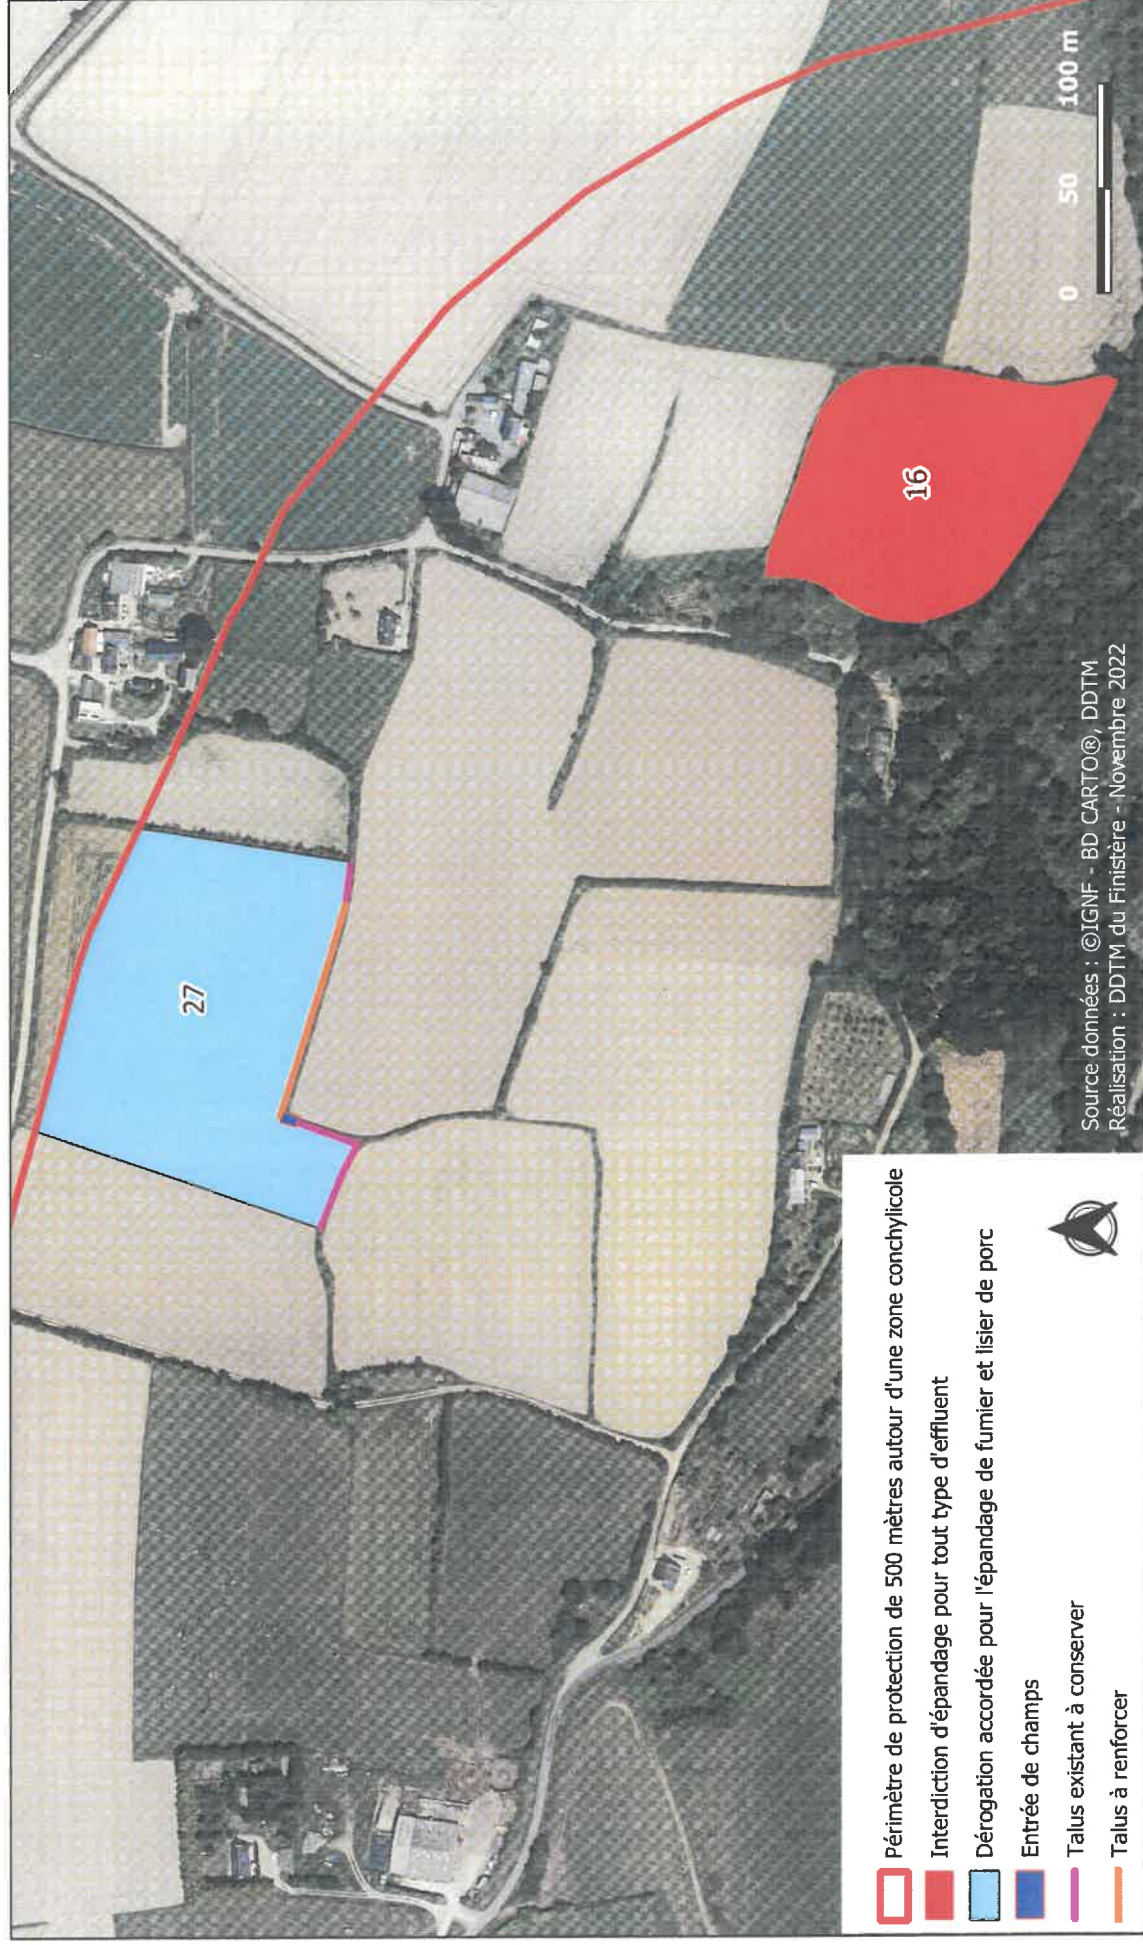 27
16
0 50 100 m
Source données : ©IGNF - BD CARTO®, DDTM
Réalisation : DDTM du Finistère - Novembre 2022
Périmètre de protection de 500 mètres autour d'une zone conchylicole
Interdiction d'épandage pour tout type d'effluent
Dérogation accordée pour l'épandage de fumier et lisier de porc
Entrée de champs
Talus existant à conserver
Talus à renforcer